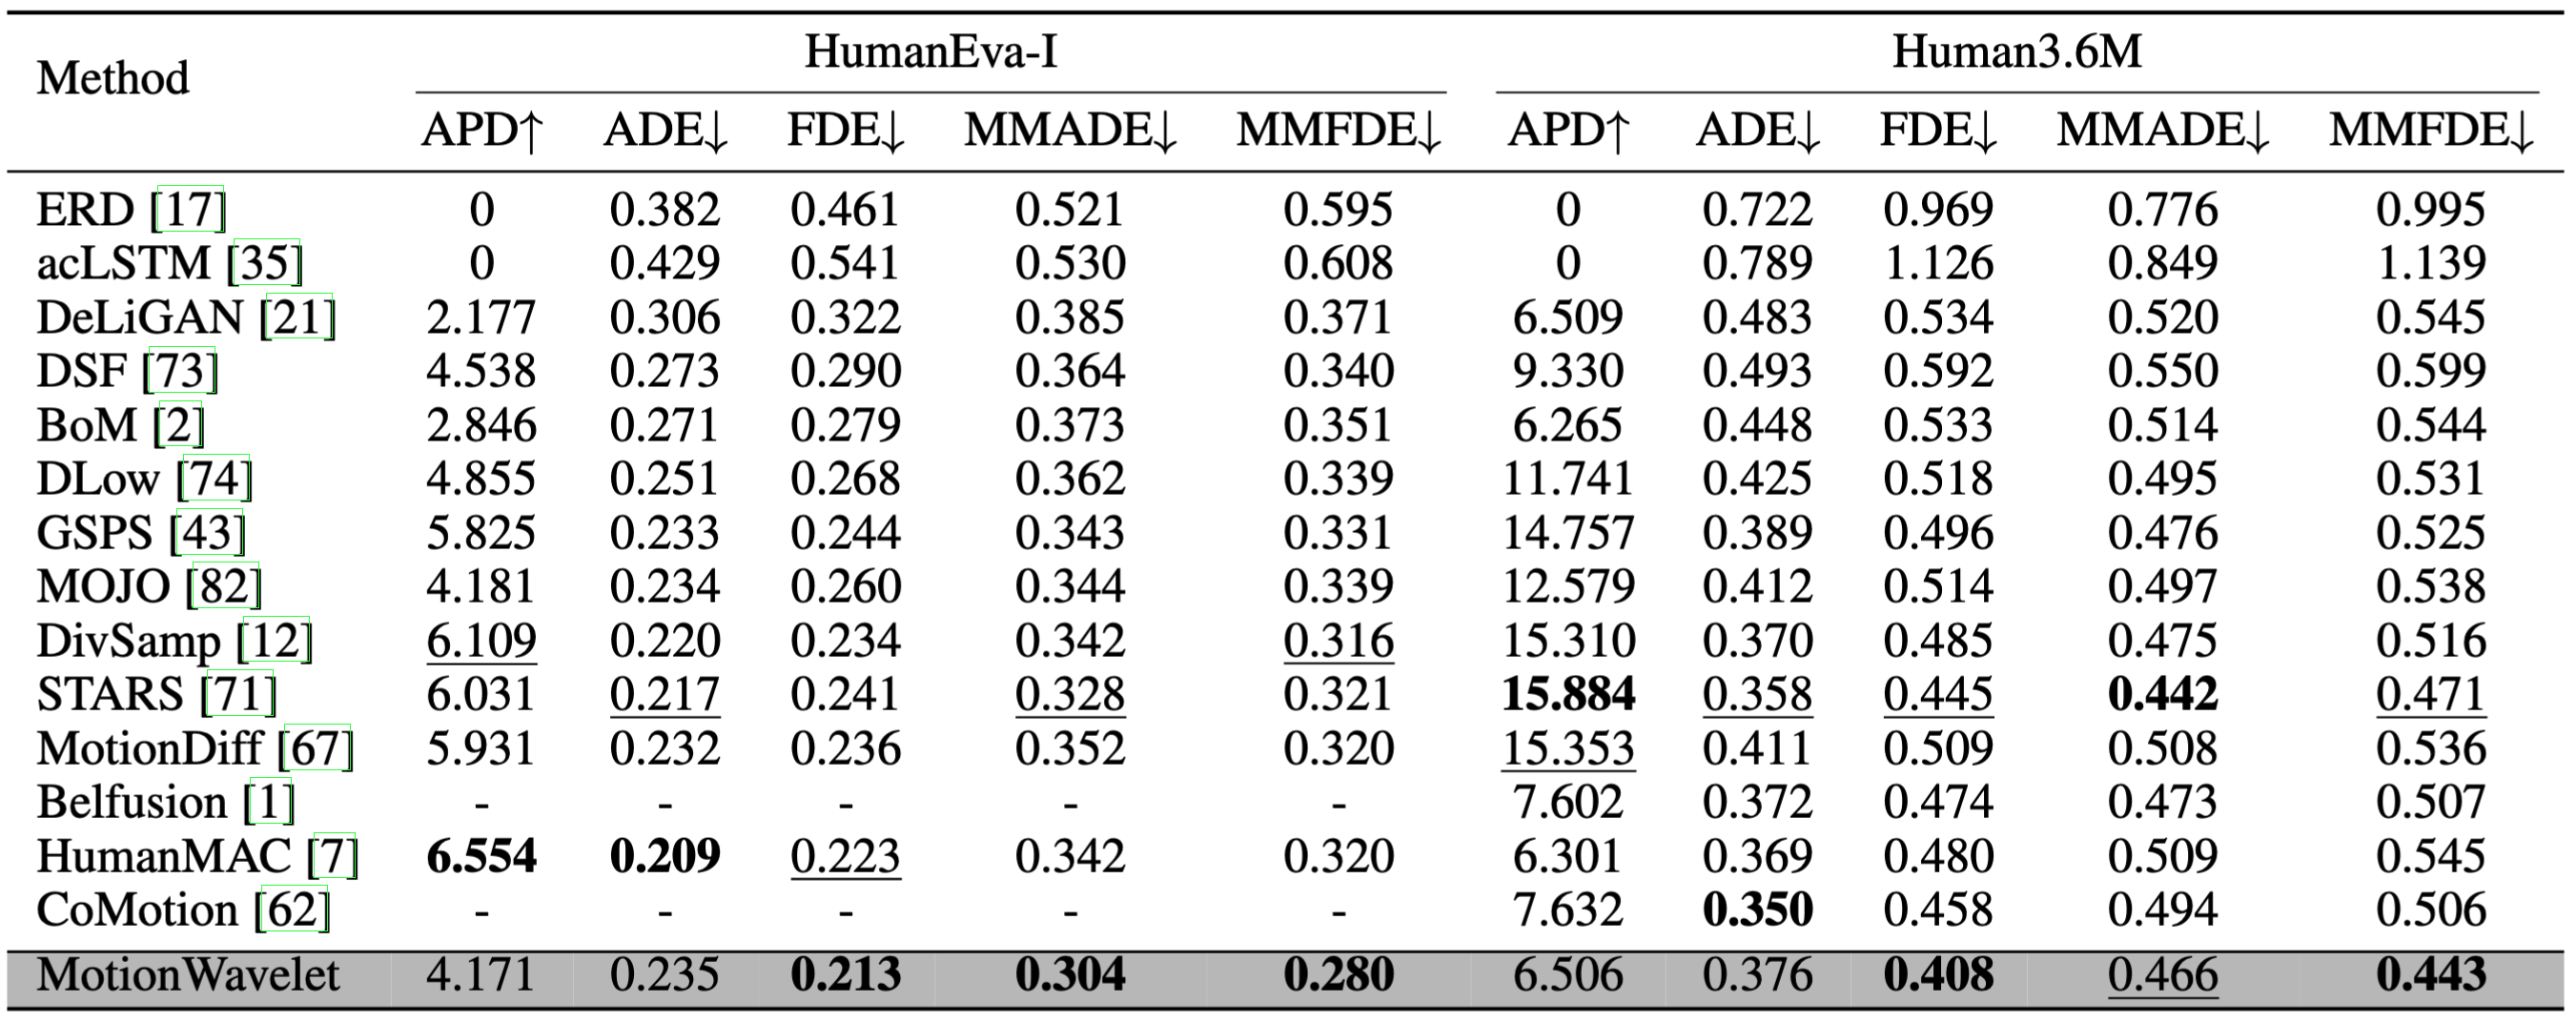 Method HumanEva-I Human3.6M
APD↑ ADE↓ FDE↓ MMADE↓ MMFDE↓ APD↑ ADE↓ FDE↓ MMADE↓ MMFDE↓
ERD [17] 0 0.382 0.461 0.521 0.595 0 0.722 0.969 0.776 0.995
acLSTM [35] 0 0.429 0.541 0.530 0.608 0 0.789 1.126 0.849 1.139
DeLiGAN [21] 2.177 0.306 0.322 0.385 0.371 6.509 0.483 0.534 0.520 0.545
DSF [73] 4.538 0.273 0.290 0.364 0.340 9.330 0.493 0.592 0.550 0.599
BoM [2] 2.846 0.271 0.279 0.373 0.351 6.265 0.448 0.533 0.514 0.544
DLow [74] 4.855 0.251 0.268 0.362 0.339 11.741 0.425 0.518 0.495 0.531
GSPS [43] 5.825 0.233 0.244 0.343 0.331 14.757 0.389 0.496 0.476 0.525
MOJO [82] 4.181 0.234 0.260 0.344 0.339 12.579 0.412 0.514 0.497 0.538
DivSamp [12] 6.109 0.220 0.234 0.342 0.316 15.310 0.370 0.485 0.475 0.516
STARS [71] 6.031 0.217 0.241 0.328 0.321 15.884 0.358 0.445 0.442 0.471
MotionDiff [67] 5.931 0.232 0.236 0.352 0.320 15.353 0.411 0.509 0.508 0.536
Belfusion [1] - - - - - 7.602 0.372 0.474 0.473 0.507
HumanMAC [7] 6.554 0.209 0.223 0.342 0.320 6.301 0.369 0.480 0.509 0.545
CoMotion [62] - - - - - 7.632 0.350 0.458 0.494 0.506
MotionWavelet 4.171 0.235 0.213 0.304 0.280 6.506 0.376 0.408 0.466 0.443